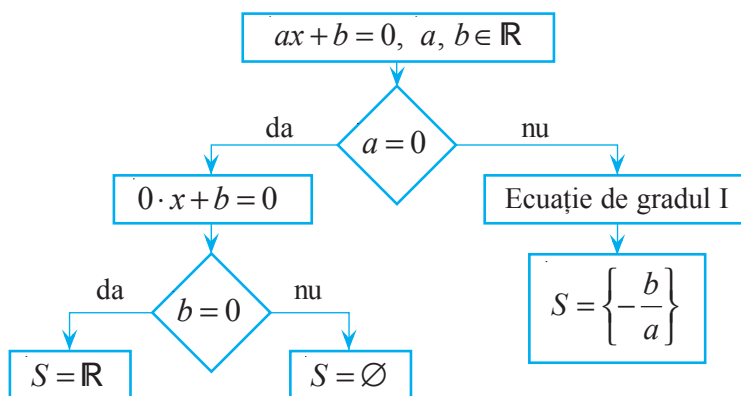 ax + b = 0, a, b ∈ ℝ
da
a = 0
nu
0 · x + b = 0
Ecuație de gradul I
da
b = 0
nu
S = {−b/a}
S = ℝ
S = ∅